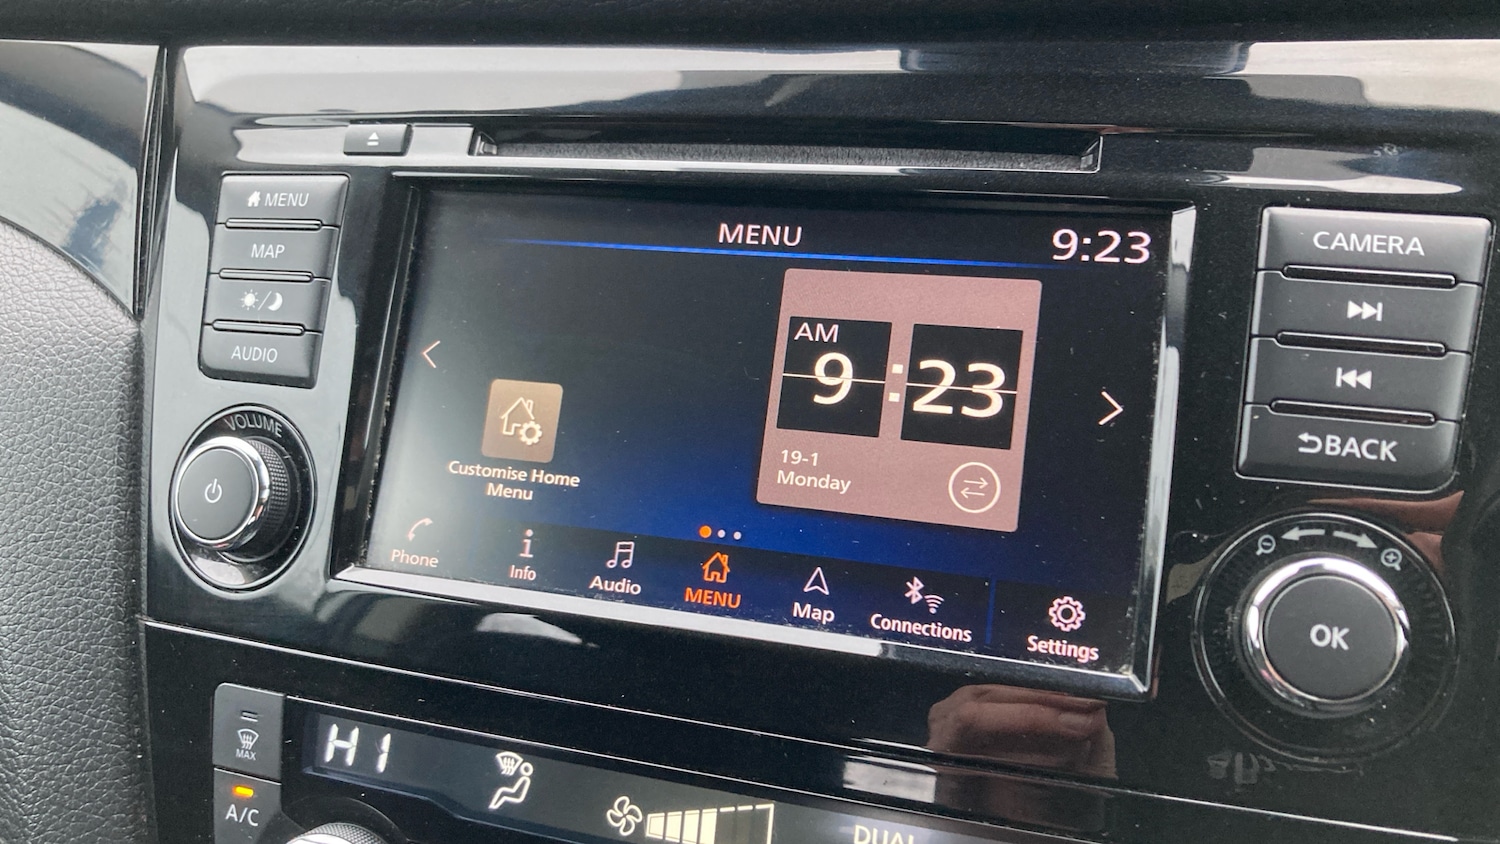 MENU
MAP
AUDIO
VOLUME
MENU
9:23
AM
9:23
19-1
Monday
Customise Home
Menu
Phone
Info
Audio
MENU
Map
Connections
Settings
CAMERA
BACK
OK
HI
MAX
A/C
DUAL